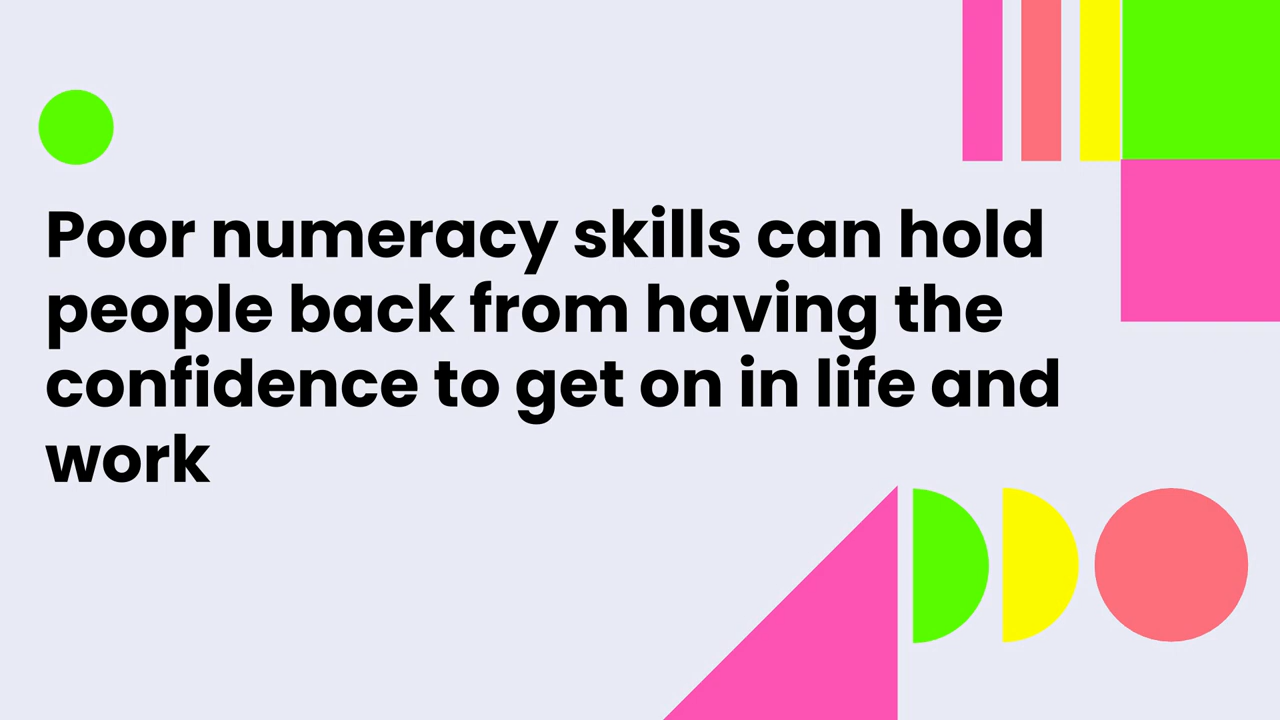 Poor numeracy skills can hold
people back from having the
confidence to get on in life and
work